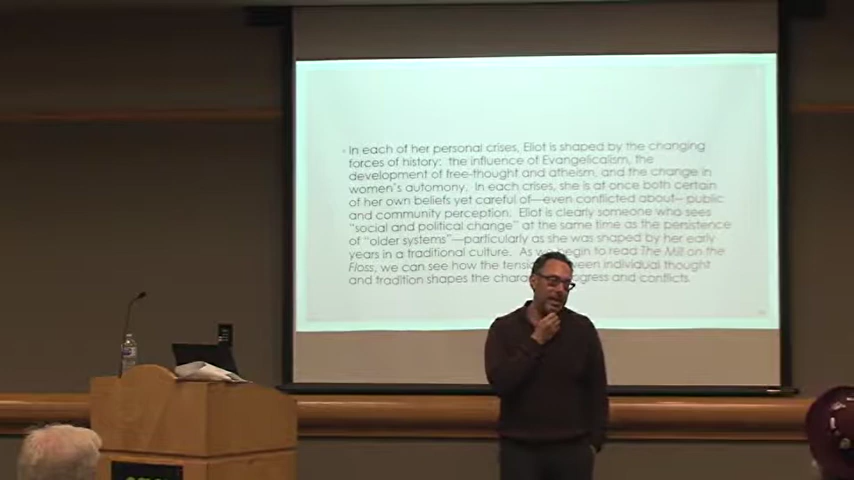 In each of her personal crises, Eliot is shaped by the changing
forces of history: the influence of Evangelicalism, the
development of free-thought and atheism, and the change in
women's autonomy. In each crises, she is at once both certain
of her own beliefs yet careful of—even conflicted about– public
and community perception. Eliot is clearly someone who sees
"social and political change" at the same time as the persistence
of "older systems"—particularly as she was shaped by her early
years in a traditional culture. As we begin to read The Mill on the
Floss, we can see how the individual thought
and tradition shapes the and conflicts.